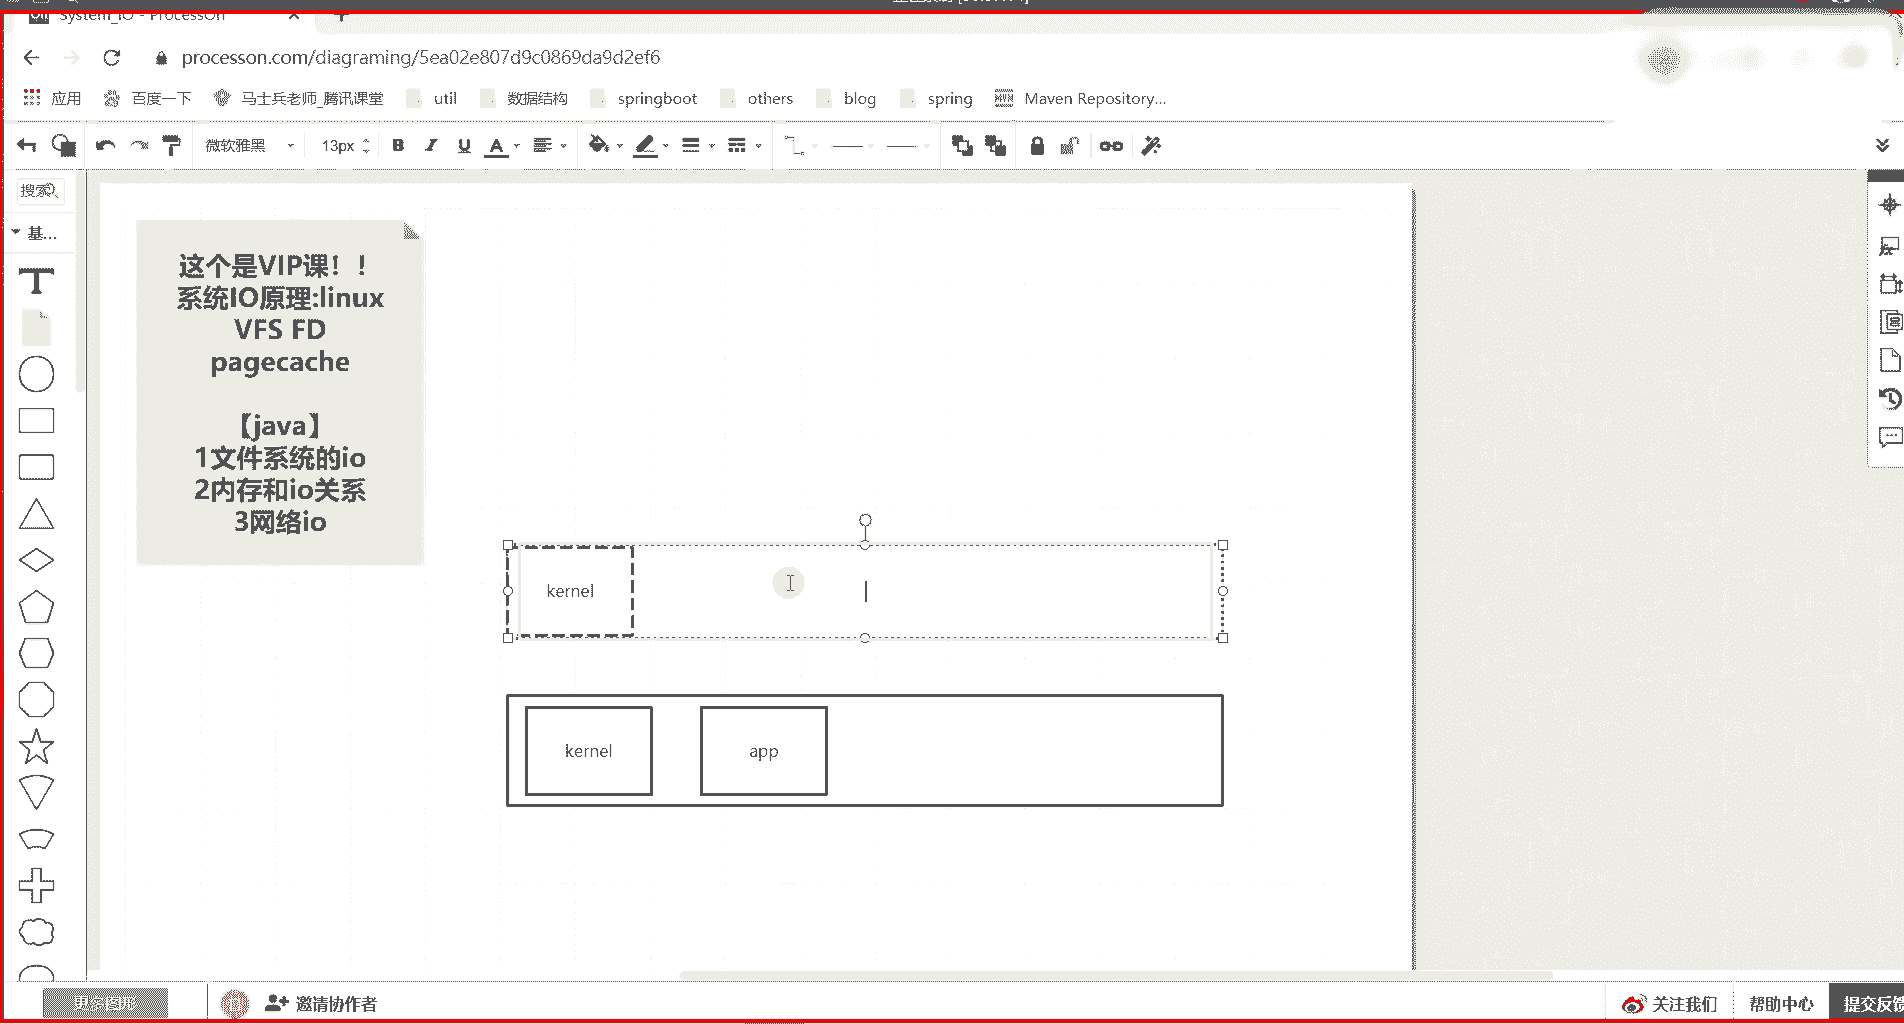 System_IO - ProcessOn
processon.com/diagraming/5ea02e807d9c0869da9d2ef6
应用
百度一下
马士兵老师_腾讯课堂
util
数据结构
springboot
others
blog
spring
Maven Repository...
微软雅黑
13px
B I U A
搜索
基...
这个是VIP课！！
系统IO原理:linux
VFS FD
pagecache
【java】
1文件系统的io
2内存和io关系
3网络io
kernel
kernel
app
更多图形
邀请协作者
关注我们
帮助中心
提交反馈